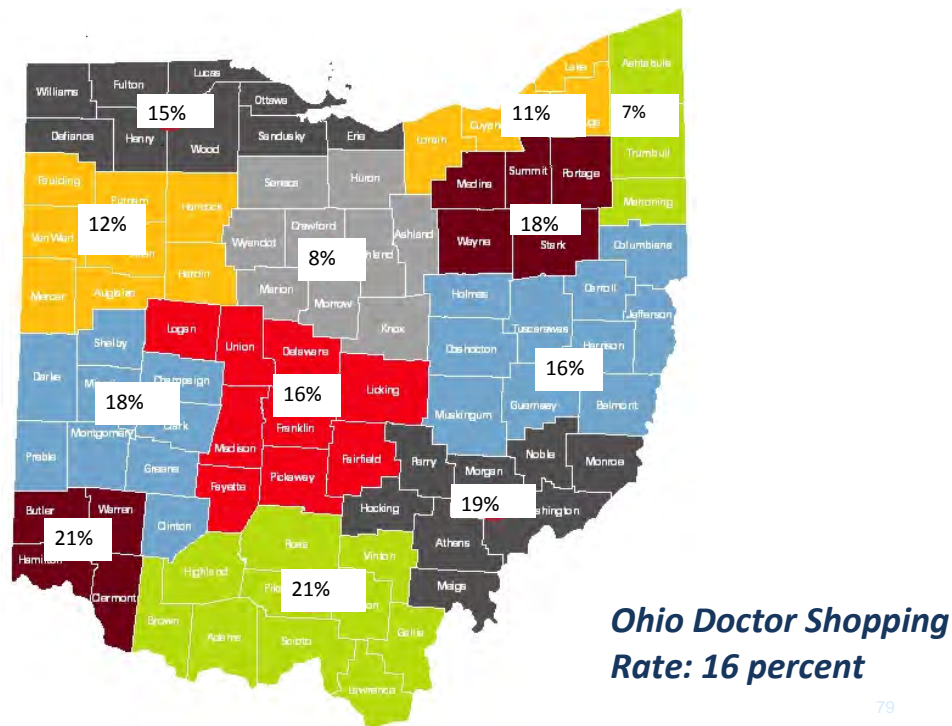 Lake
Ashtabula
Lucas
Fulton
Williams
Ottawa
15%
11%
7%
Cuyah
Lorain
Defiance
Henry
Wood
Sandusky
Erie
Trumbull
Summit
Portage
Medina
Huron
Seneca
Paulding
Putnam
Hancock
Mahoning
12%
Van Wert
Crawford
Ashland
Wyandot
18%
Wayne
Stark
Columbiana
8%
hland
Hardin
Marion
Morrow
Mercer
Auglaize
Holmes
Carroll
Jefferson
Logan
Knox
Tuscarawas
Union
Shelby
Delaware
Coshocton
Harrison
16%
Darke
Champaign
16%
Licking
18%
Clark
Guernsey
Belmont
Muskingum
Franklin
Montgomery
Madison
Noble
Preble
Greene
Fairfield
Perry
Morgan
Monroe
Pickaway
Fayette
19%
shington
Butler
Warren
Hocking
Clinton
21%
Athens
Ross
Vinton
Hamilton
Highland
Meigs
21%
Clermont
Brown
Adams
Scioto
Gallia
Lawrence
Ohio Doctor Shopping
Rate: 16 percent
79